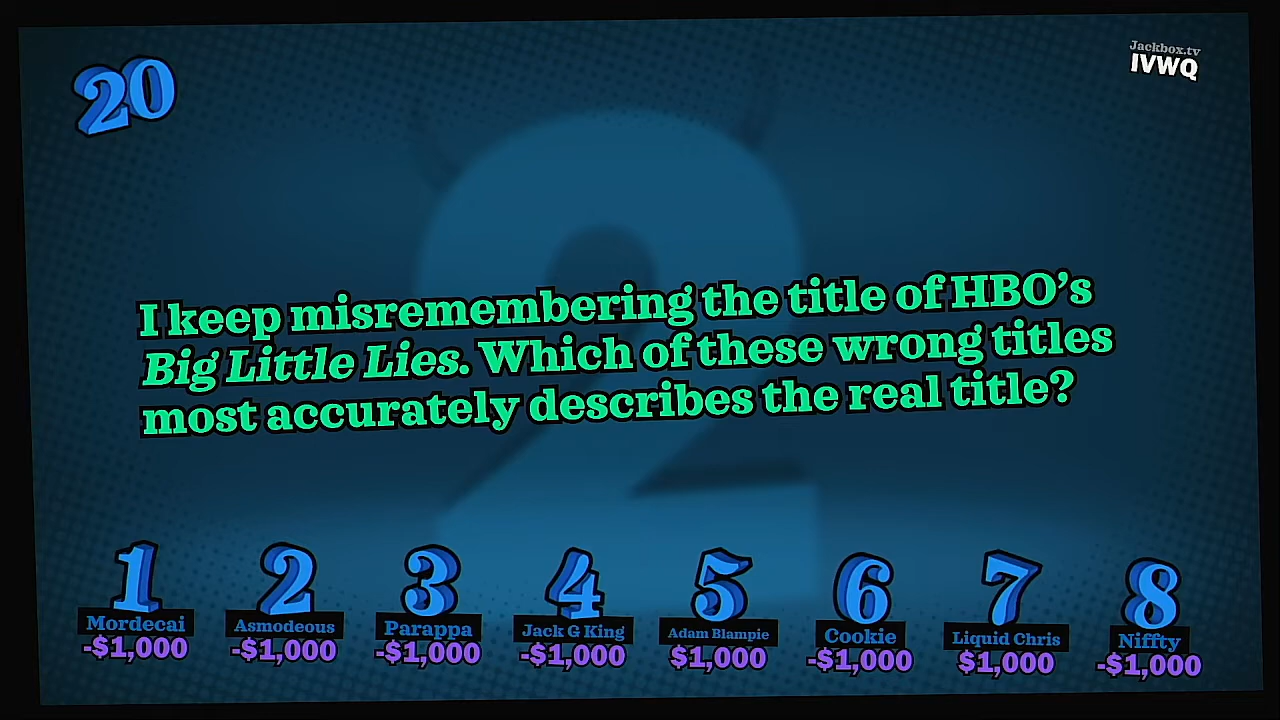 20
Jackbox.tv
IVWQ
I keep misremembering the title of HBO's
Big Little Lies. Which of these wrong titles
most accurately describes the real title?
1 2 3 4 5 6 7 8
Mordecai Asmodeous Parappa Jack G King Adam Blampie Cookie Liquid Chris Niffty
-$1,000 -$1,000 -$1,000 -$1,000 $1,000 -$1,000 $1,000 -$1,000